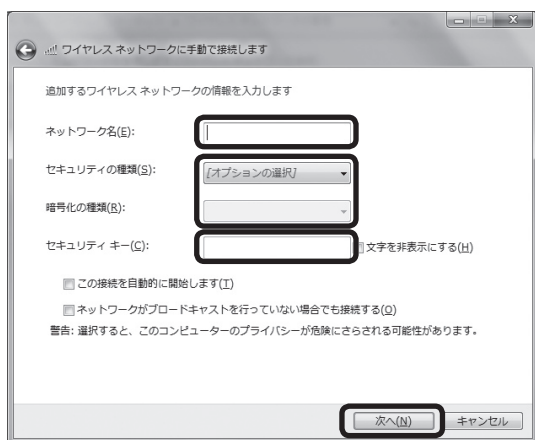 ワイヤレス ネットワークに手動で接続します
追加するワイヤレス ネットワークの情報を入力します
ネットワーク名(E):
セキュリティの種類(S):
[オプションの選択]
暗号化の種類(R):
セキュリティ キー(C):
文字を非表示にする(H)
この接続を自動的に開始します(T)
ネットワークがブロードキャストを行っていない場合でも接続する(O)
警告: 選択すると、このコンピューターのプライバシーが危険にさらされる可能性があります。
次へ(N) キャンセル